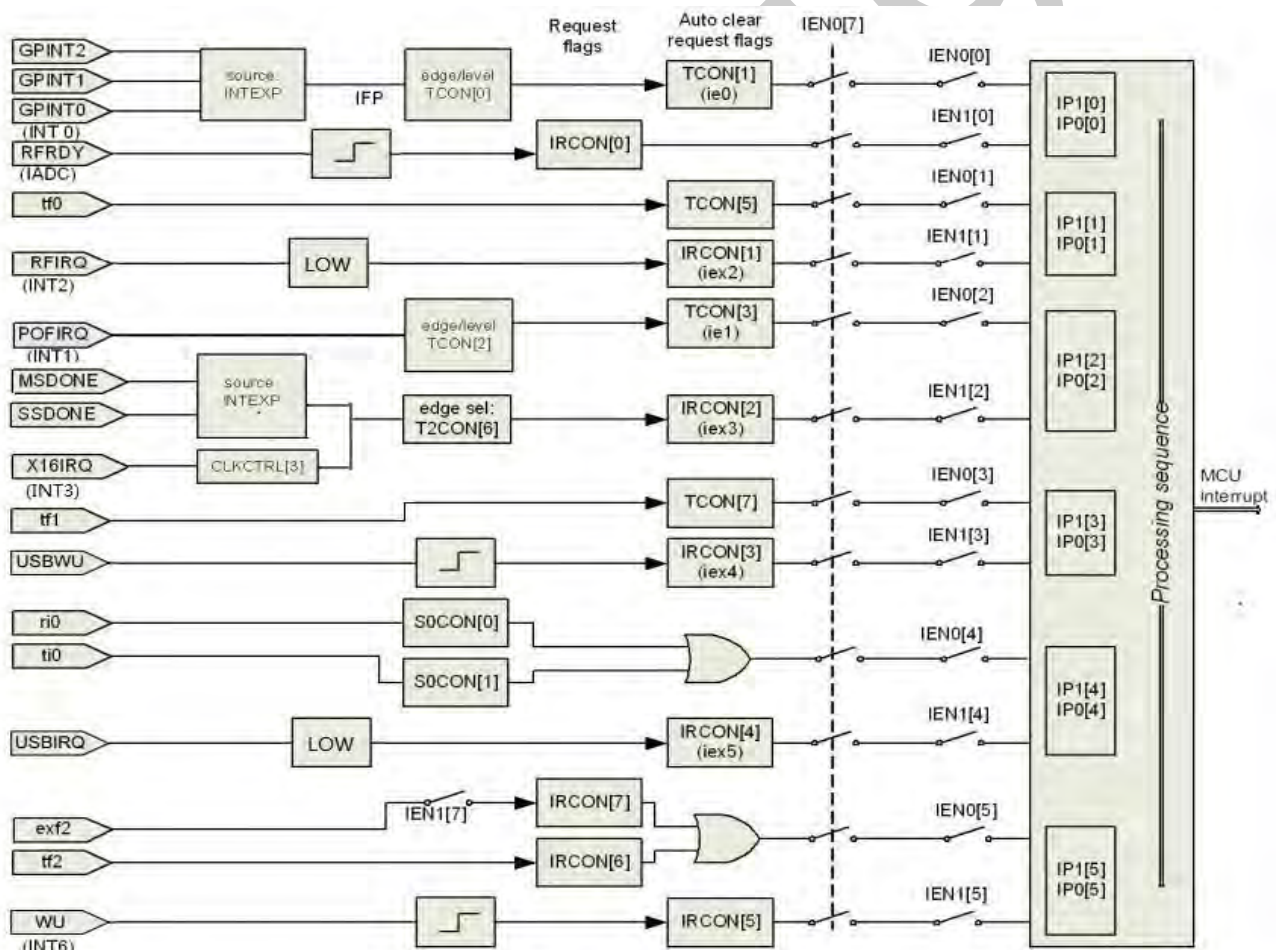 Request
flags
Auto clear
request flags
IEN0[7]
GPINT2
GPINT1
GPINT0
(INT 0)
source:
INTEXP
IFP
edge/level
TCON[0]
TCON[1]
(ie0)
IEN0[0]
RFRDY
(IADC)
IRCON[0]
IEN1[0]
IP1[0]
IP0[0]
tf0
TCON[5]
IEN0[1]
RFIRQ
(INT2)
LOW
IRCON[1]
(iex2)
IEN1[1]
IP1[1]
IP0[1]
POFIRQ
(INT1)
edge/level
TCON[2]
TCON[3]
(ie1)
IEN0[2]
MSDONE
SSDONE
source
INTEXP
X16IRQ
(INT3)
CLKCTRL[3]
edge sel:
T2CON[6]
IRCON[2]
(iex3)
IEN1[2]
IP1[2]
IP0[2]
tf1
TCON[7]
IEN0[3]
USBWU
IRCON[3]
(iex4)
IEN1[3]
IP1[3]
IP0[3]
Processing sequence
MCU
interrupt
ri0
ti0
S0CON[0]
S0CON[1]
IEN0[4]
USBIRQ
LOW
IRCON[4]
(iex5)
IEN1[4]
IP1[4]
IP0[4]
exf2
IEN1[7]
IRCON[7]
tf2
IRCON[6]
IEN0[5]
WU
(INT6)
IRCON[5]
IEN1[5]
IP1[5]
IP0[5]